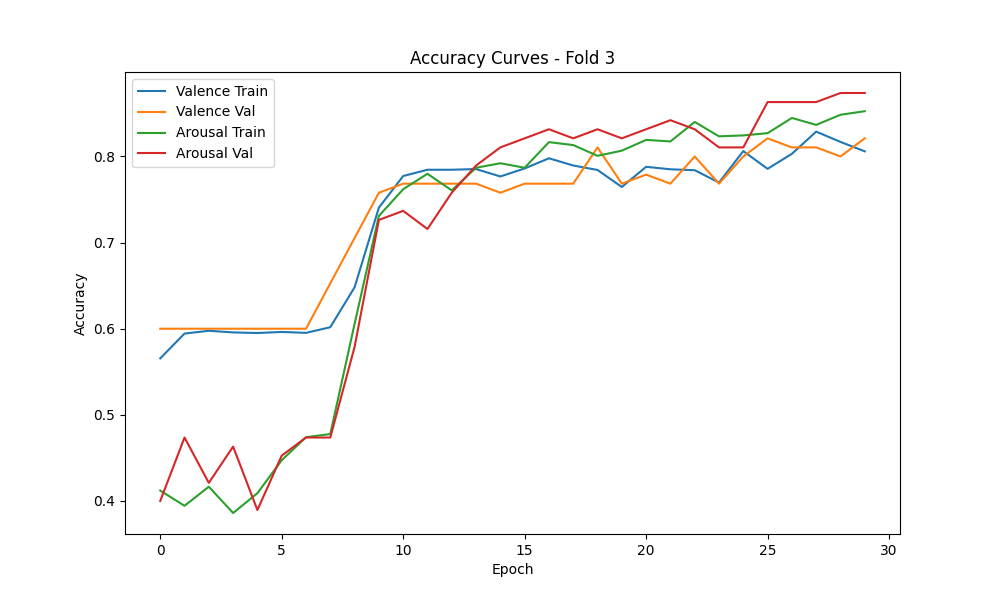 Accuracy Curves - Fold 3
Valence Train
Valence Val
Arousal Train
Arousal Val
0.8
0.7
0.6
0.5
0.4
Accuracy
0 5 10 15 20 25 30
Epoch